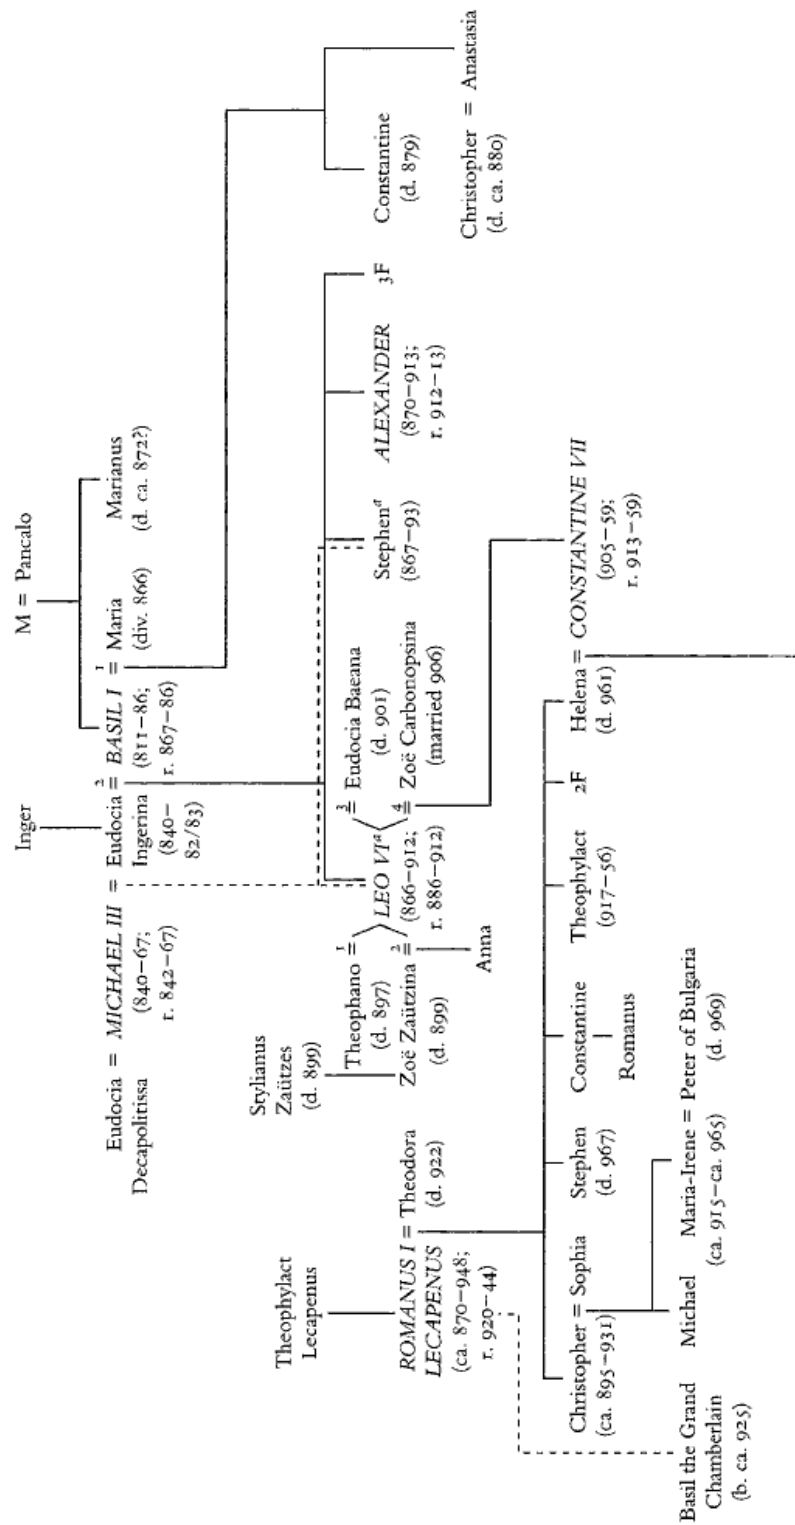 M = Pancalo
Inger
Eudocia = MICHAEL III = Eudocia 2= BASIL I 1= Maria Marianus
Decapolitissa (840–67; Ingerina (811–86; (div. 866) (d. ca. 872?)
r. 842–67) (840– r. 867–86)
82/83)
Stylianus
Zaützes
(d. 899)
Theophylact
Lecapenus
Theophano 1= LEO VIᵃ 3= Eudocia Baeana Stephenᵃ ALEXANDER 3F Constantine
(d. 897) (866–912; (d. 901) (867–93) (870–913; (d. 879)
Zoë Zaützina 2= r. 886–912) 4= Zoë Carbonopsina r. 912–13)
(d. 899) (married 906)
Anna
Christopher = Anastasia
(d. ca. 880)
ROMANUS I = Theodora
LECAPENUS (d. 922)
(ca. 870–948;
r. 920–44)
Christopher = Sophia Stephen Constantine Theophylact 2F Helena = CONSTANTINE VII
(ca. 895–931) (d. 967) (917–56) (d. 961) (905–59;
r. 913–59)
Romanus
Basil the Grand Michael Maria-Irene = Peter of Bulgaria
Chamberlain (ca. 915–ca. 965) (d. 969)
(b. ca. 925)